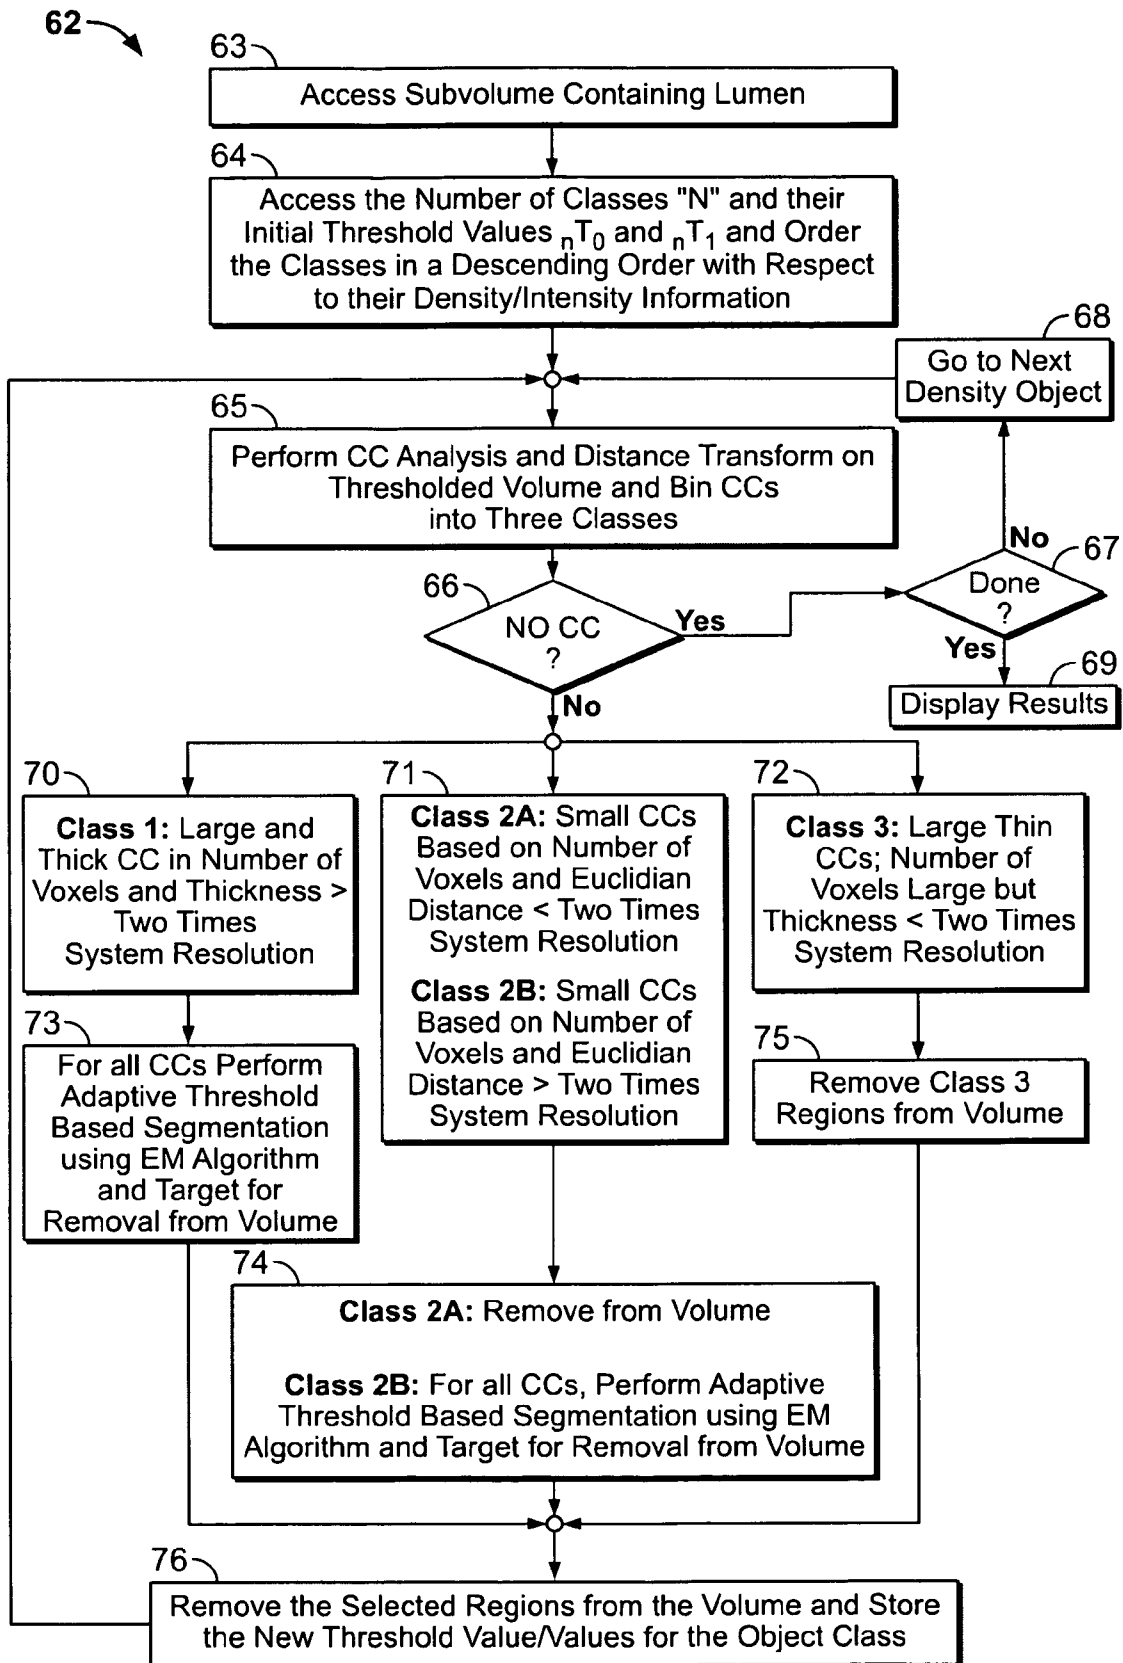 62
63
Access Subvolume Containing Lumen
64
Access the Number of Classes "N" and their
Initial Threshold Values nT0 and nT1 and Order
the Classes in a Descending Order with Respect
to their Density/Intensity Information
68
Go to Next
Density Object
65
Perform CC Analysis and Distance Transform on
Thresholded Volume and Bin CCs
into Three Classes
No
67
Done
?
66
NO CC
?
Yes
Yes
69
Display Results
No
70
Class 1: Large and
Thick CC in Number of
Voxels and Thickness >
Two Times
System Resolution
71
Class 2A: Small CCs
Based on Number of
Voxels and Euclidian
Distance < Two Times
System Resolution
Class 2B: Small CCs
Based on Number of
Voxels and Euclidian
Distance > Two Times
System Resolution
72
Class 3: Large Thin
CCs; Number of
Voxels Large but
Thickness < Two Times
System Resolution
73
For all CCs Perform
Adaptive Threshold
Based Segmentation
using EM Algorithm
and Target for
Removal from Volume
75
Remove Class 3
Regions from Volume
74
Class 2A: Remove from Volume
Class 2B: For all CCs, Perform Adaptive
Threshold Based Segmentation using EM
Algorithm and Target for Removal from Volume
76
Remove the Selected Regions from the Volume and Store
the New Threshold Value/Values for the Object Class